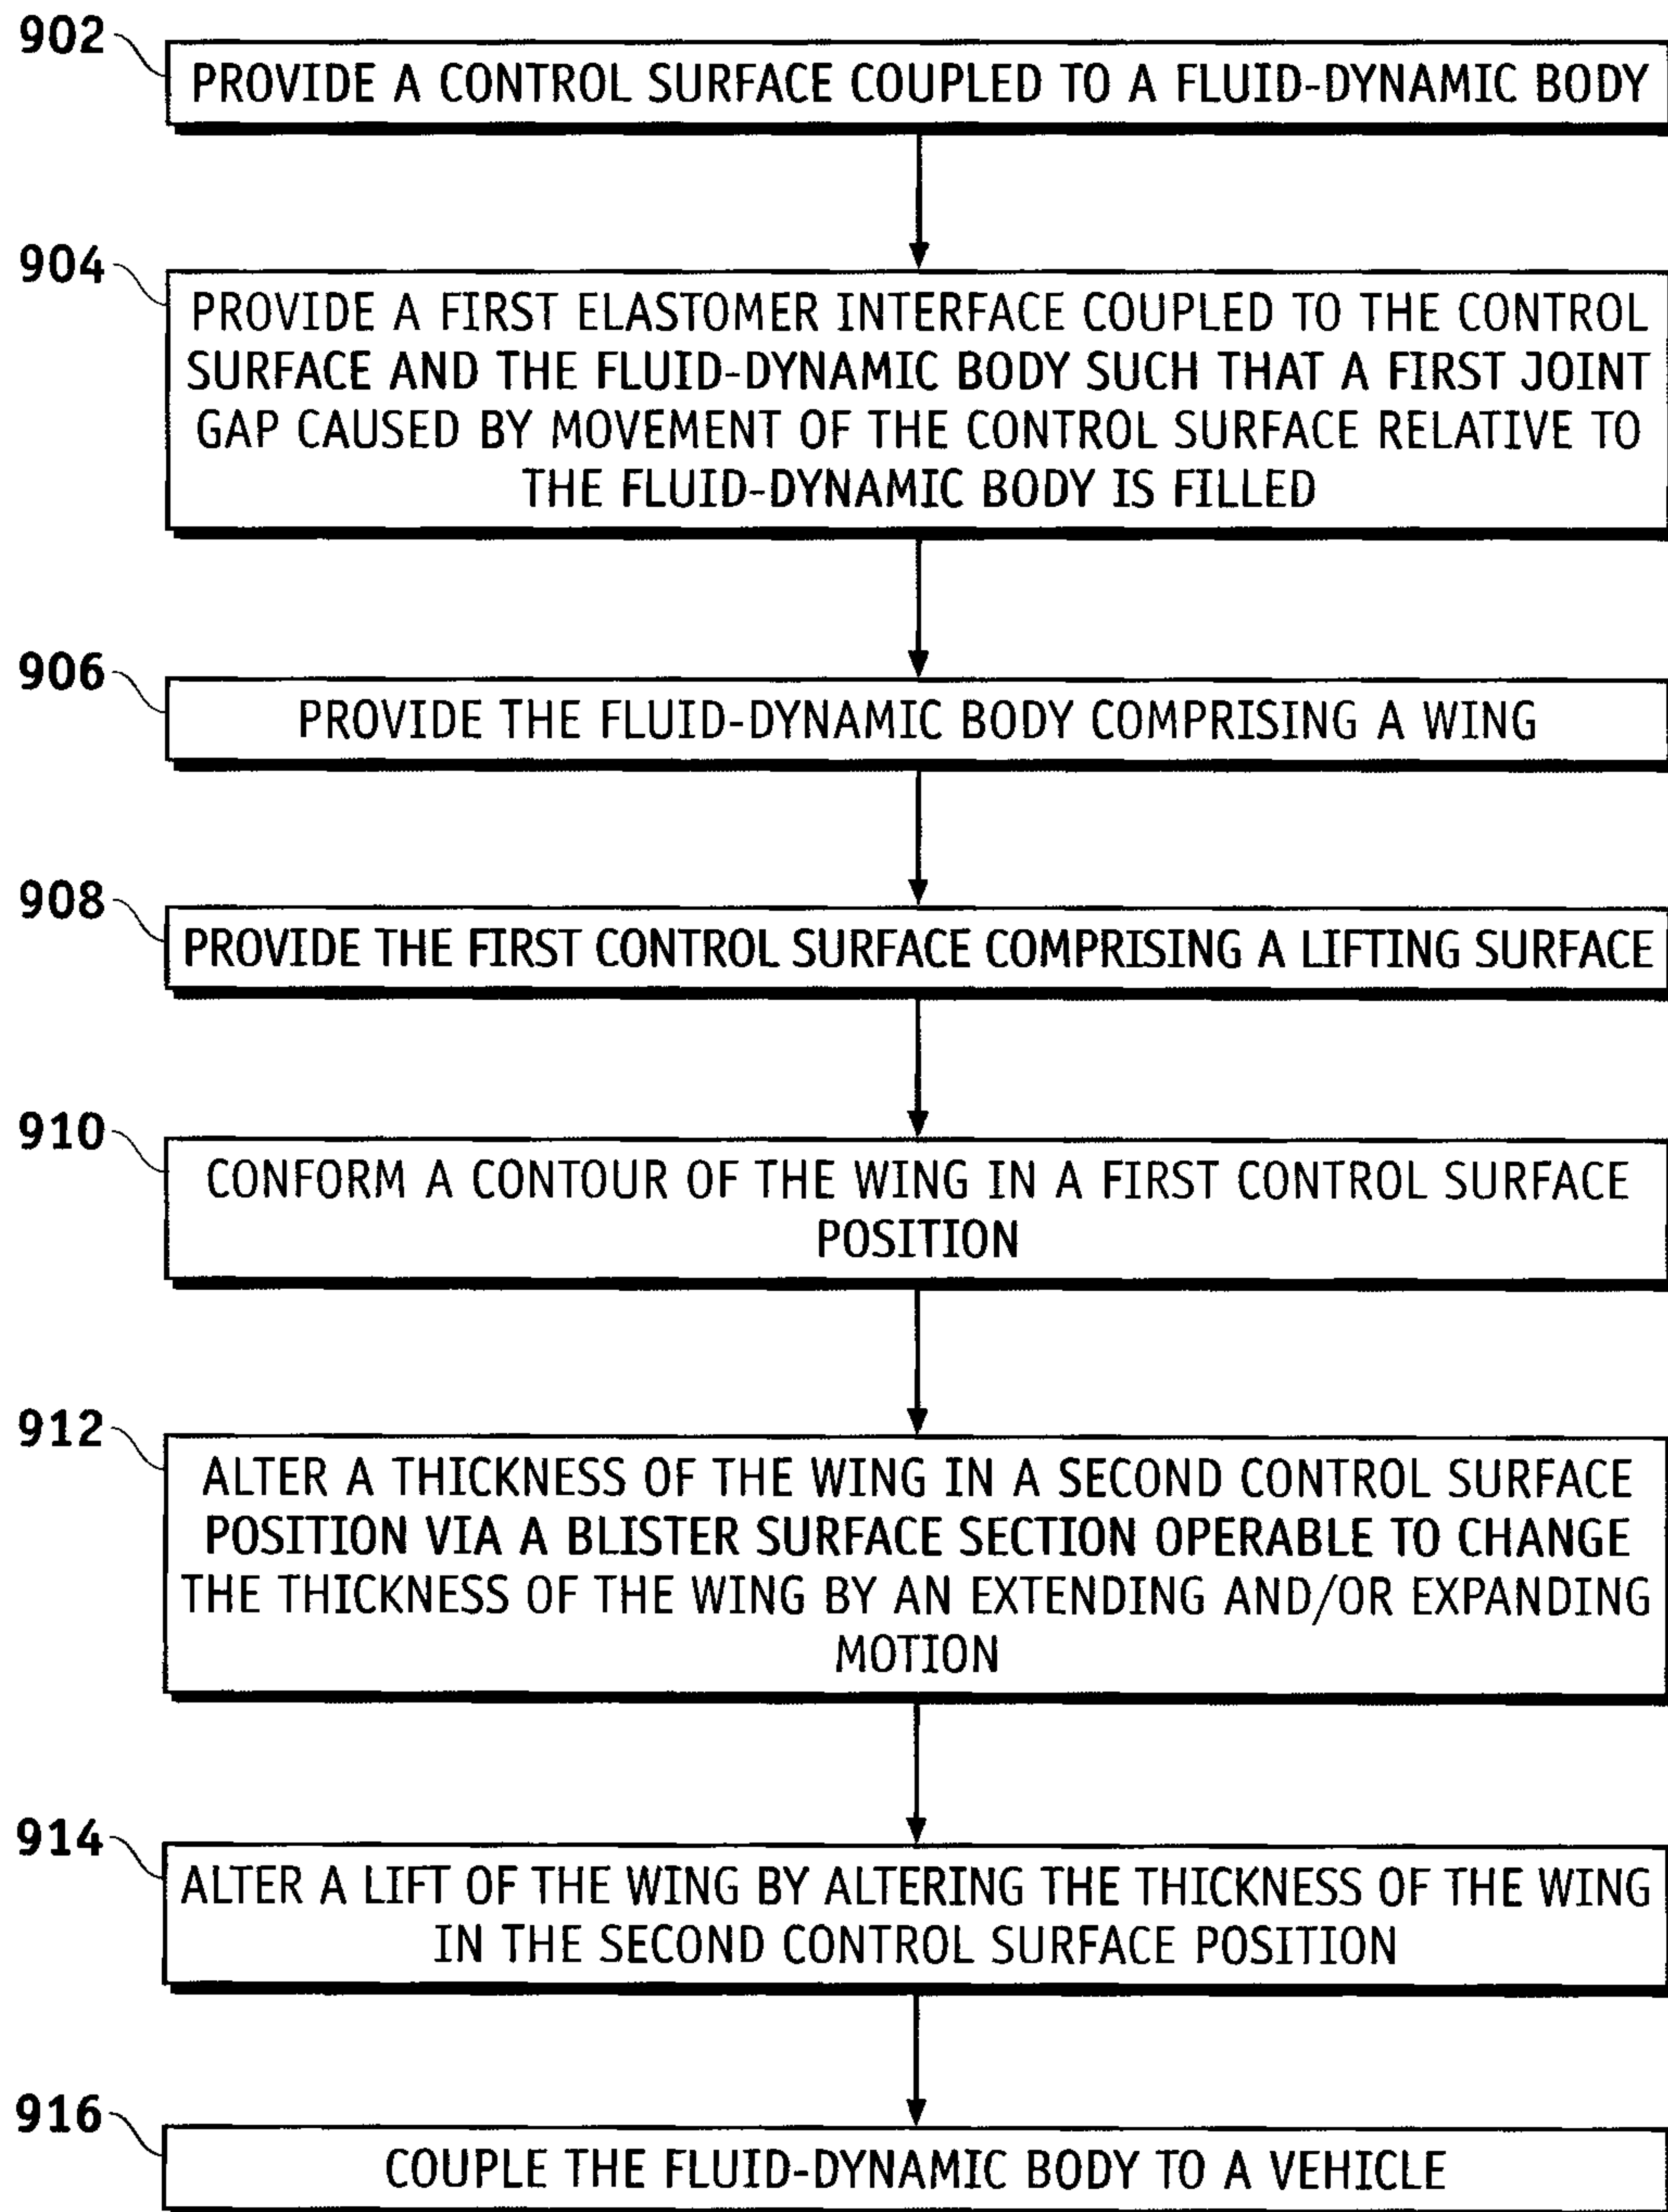 902
PROVIDE A CONTROL SURFACE COUPLED TO A FLUID-DYNAMIC BODY
904
PROVIDE A FIRST ELASTOMER INTERFACE COUPLED TO THE CONTROL
SURFACE AND THE FLUID-DYNAMIC BODY SUCH THAT A FIRST JOINT
GAP CAUSED BY MOVEMENT OF THE CONTROL SURFACE RELATIVE TO
THE FLUID-DYNAMIC BODY IS FILLED
906
PROVIDE THE FLUID-DYNAMIC BODY COMPRISING A WING
908
PROVIDE THE FIRST CONTROL SURFACE COMPRISING A LIFTING SURFACE
910
CONFORM A CONTOUR OF THE WING IN A FIRST CONTROL SURFACE
POSITION
912
ALTER A THICKNESS OF THE WING IN A SECOND CONTROL SURFACE
POSITION VIA A BLISTER SURFACE SECTION OPERABLE TO CHANGE
THE THICKNESS OF THE WING BY AN EXTENDING AND/OR EXPANDING
MOTION
914
ALTER A LIFT OF THE WING BY ALTERING THE THICKNESS OF THE WING
IN THE SECOND CONTROL SURFACE POSITION
916
COUPLE THE FLUID-DYNAMIC BODY TO A VEHICLE